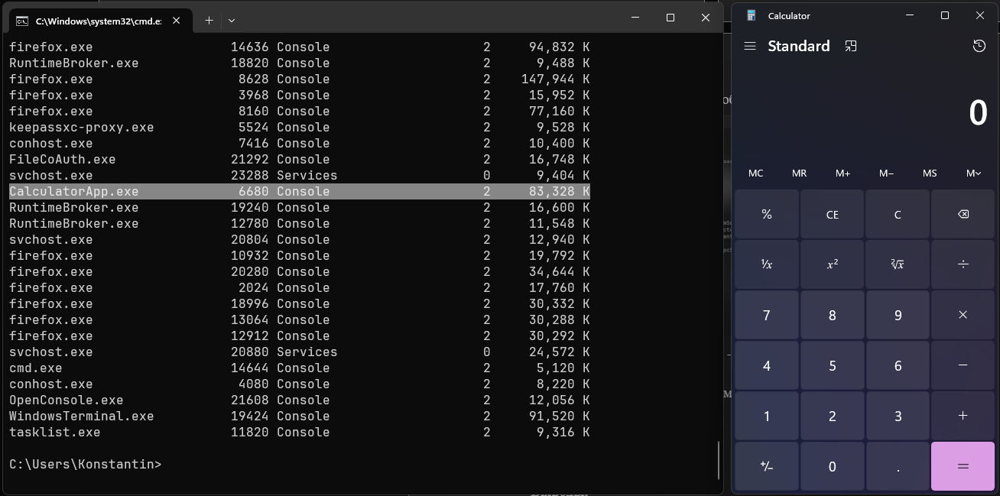 C:\Windows\system32\cmd.e:
firefox.exe 14636 Console 2 94,832 K
RuntimeBroker.exe 18820 Console 2 9,488 K
firefox.exe 8628 Console 2 147,944 K
firefox.exe 3968 Console 2 15,952 K
firefox.exe 8160 Console 2 77,160 K
keepassxc-proxy.exe 5524 Console 2 9,528 K
conhost.exe 7416 Console 2 10,400 K
FileCoAuth.exe 21292 Console 2 16,748 K
svchost.exe 23288 Services 0 9,404 K
CalculatorApp.exe 6680 Console 2 83,328 K
RuntimeBroker.exe 19240 Console 2 16,600 K
RuntimeBroker.exe 12780 Console 2 11,548 K
svchost.exe 20804 Console 2 12,940 K
firefox.exe 10932 Console 2 19,792 K
firefox.exe 20280 Console 2 34,644 K
firefox.exe 2024 Console 2 17,760 K
firefox.exe 18996 Console 2 30,332 K
firefox.exe 13064 Console 2 30,288 K
firefox.exe 12912 Console 2 30,292 K
svchost.exe 20880 Services 0 24,572 K
cmd.exe 14644 Console 2 5,120 K
conhost.exe 4080 Console 2 8,220 K
OpenConsole.exe 21608 Console 2 12,056 K
WindowsTerminal.exe 19424 Console 2 91,520 K
tasklist.exe 11820 Console 2 9,316 K
C:\Users\Konstantin>
Calculator
Standard
0
MC MR M+ M− MS M˅
% CE C ⌫
¹/x x² ²√x ÷
7 8 9 ×
4 5 6 −
1 2 3 +
+/− 0 . =